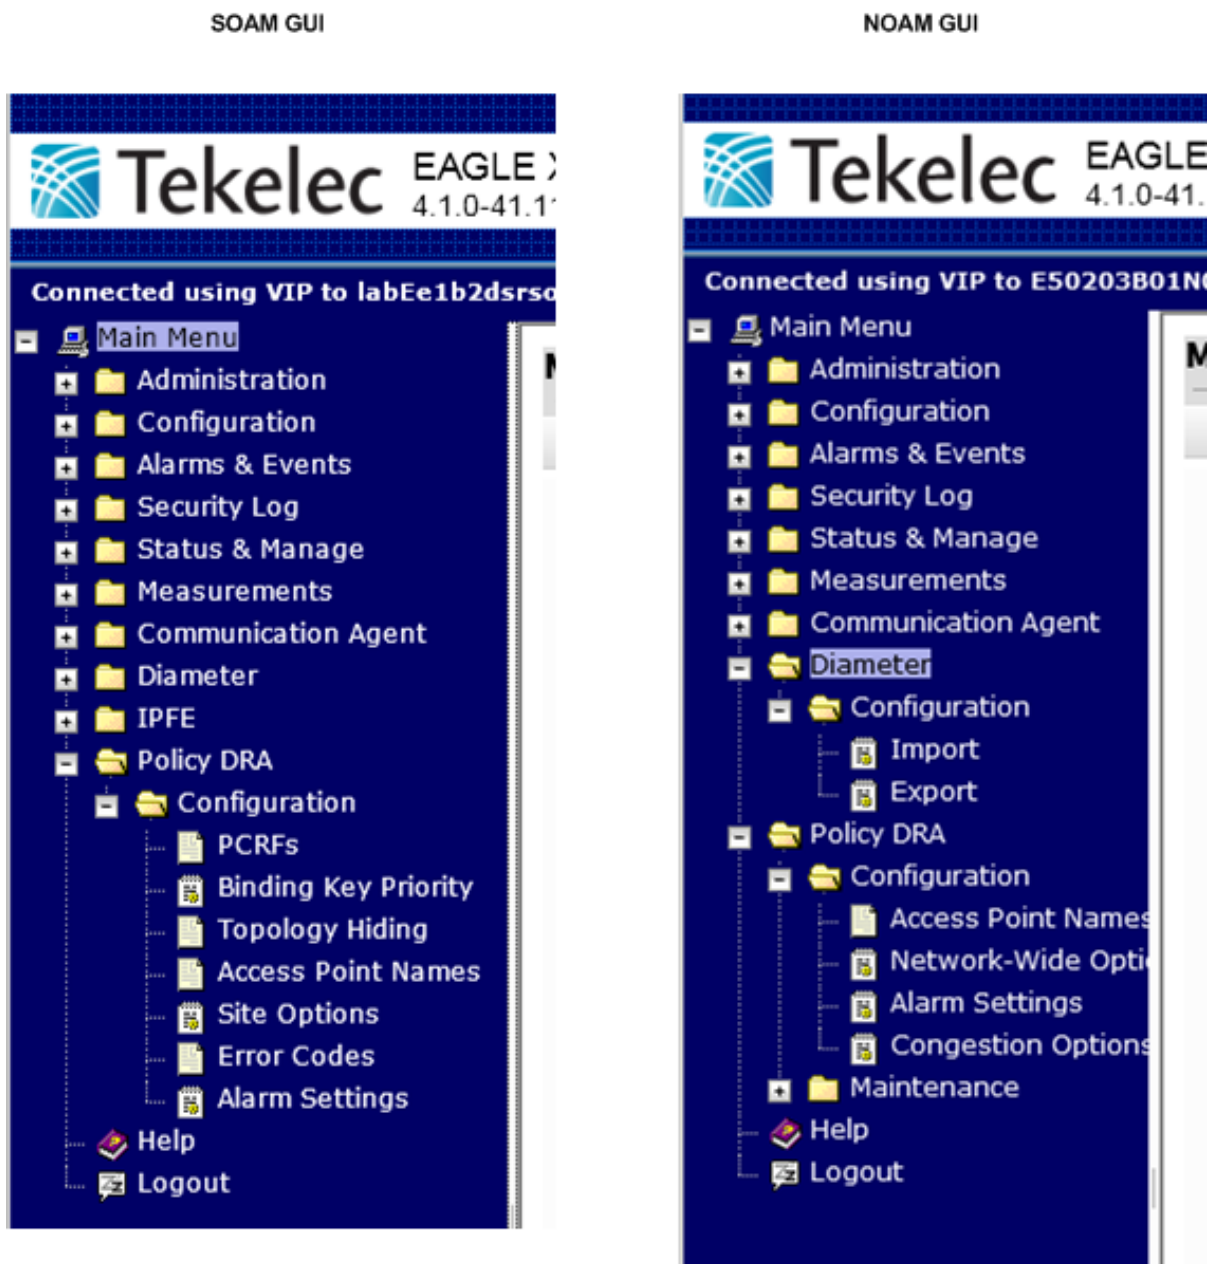 SOAM GUI
Tekelec
EAGLE
4.1.0-41.11
Connected using VIP to labEe1b2dsrso
Main Menu
Administration
Configuration
Alarms & Events
Security Log
Status & Manage
Measurements
Communication Agent
Diameter
IPFE
Policy DRA
Configuration
PCRFs
Binding Key Priority
Topology Hiding
Access Point Names
Site Options
Error Codes
Alarm Settings
Help
Logout
NOAM GUI
Tekelec
EAGLE
4.1.0-41.
Connected using VIP to E50203B01N
Main Menu
Administration
Configuration
Alarms & Events
Security Log
Status & Manage
Measurements
Communication Agent
Diameter
Configuration
Import
Export
Policy DRA
Configuration
Access Point Names
Network-Wide Opti
Alarm Settings
Congestion Options
Maintenance
Help
Logout
M